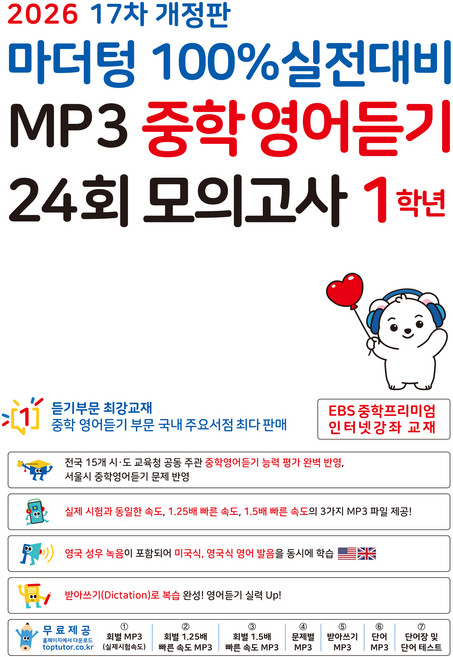 2026 17차 개정판
마더텅 100%실전대비
MP3 중학영어듣기
24회 모의고사 1학년
1
듣기부문 최강교재
중학 영어듣기 부문 국내 주요서점 최다 판매
EBS 중학프리미엄
인터넷강좌 교재
전국 15개 시·도 교육청 공동 주관 중학영어듣기 능력 평가 완벽 반영,
서울시 중학영어듣기 문제 반영
실제 시험과 동일한 속도, 1.25배 빠른 속도, 1.5배 빠른 속도의 3가지 MP3 파일 제공!
영국 성우 녹음이 포함되어 미국식, 영국식 영어 발음을 동시에 학습
받아쓰기(Dictation)로 복습 완성! 영어듣기 실력 Up!
무료제공
홈페이지에서 다운로드
toptutor.co.kr
① 회별 MP3 (실제시험속도)
② 회별 1.25배 빠른 속도 MP3
③ 회별 1.5배 빠른 속도 MP3
④ 문제별 MP3
⑤ 받아쓰기 MP3
⑥ 단어 MP3
⑦ 단어장 및 단어 테스트